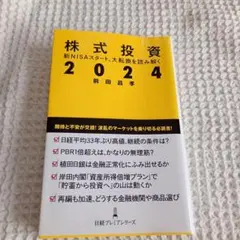 株式投資
新NISAスタート、大転換を読み解く
2024
前田昌孝
期待と不安が交錯!波乱のマーケットを乗り切る必読書!
✓日経平均33年ぶり高値、継続の条件は?
✓PBR1倍超えは、かなりの無理筋?
✓植田日銀は金融正常化にふみ出せるか
✓岸田内閣「資産所得倍増プラン」で
「貯蓄から投資へ」の山は動くか
✓再編も加速、どうする金融機関や商品選び
日経プレミアシリーズ